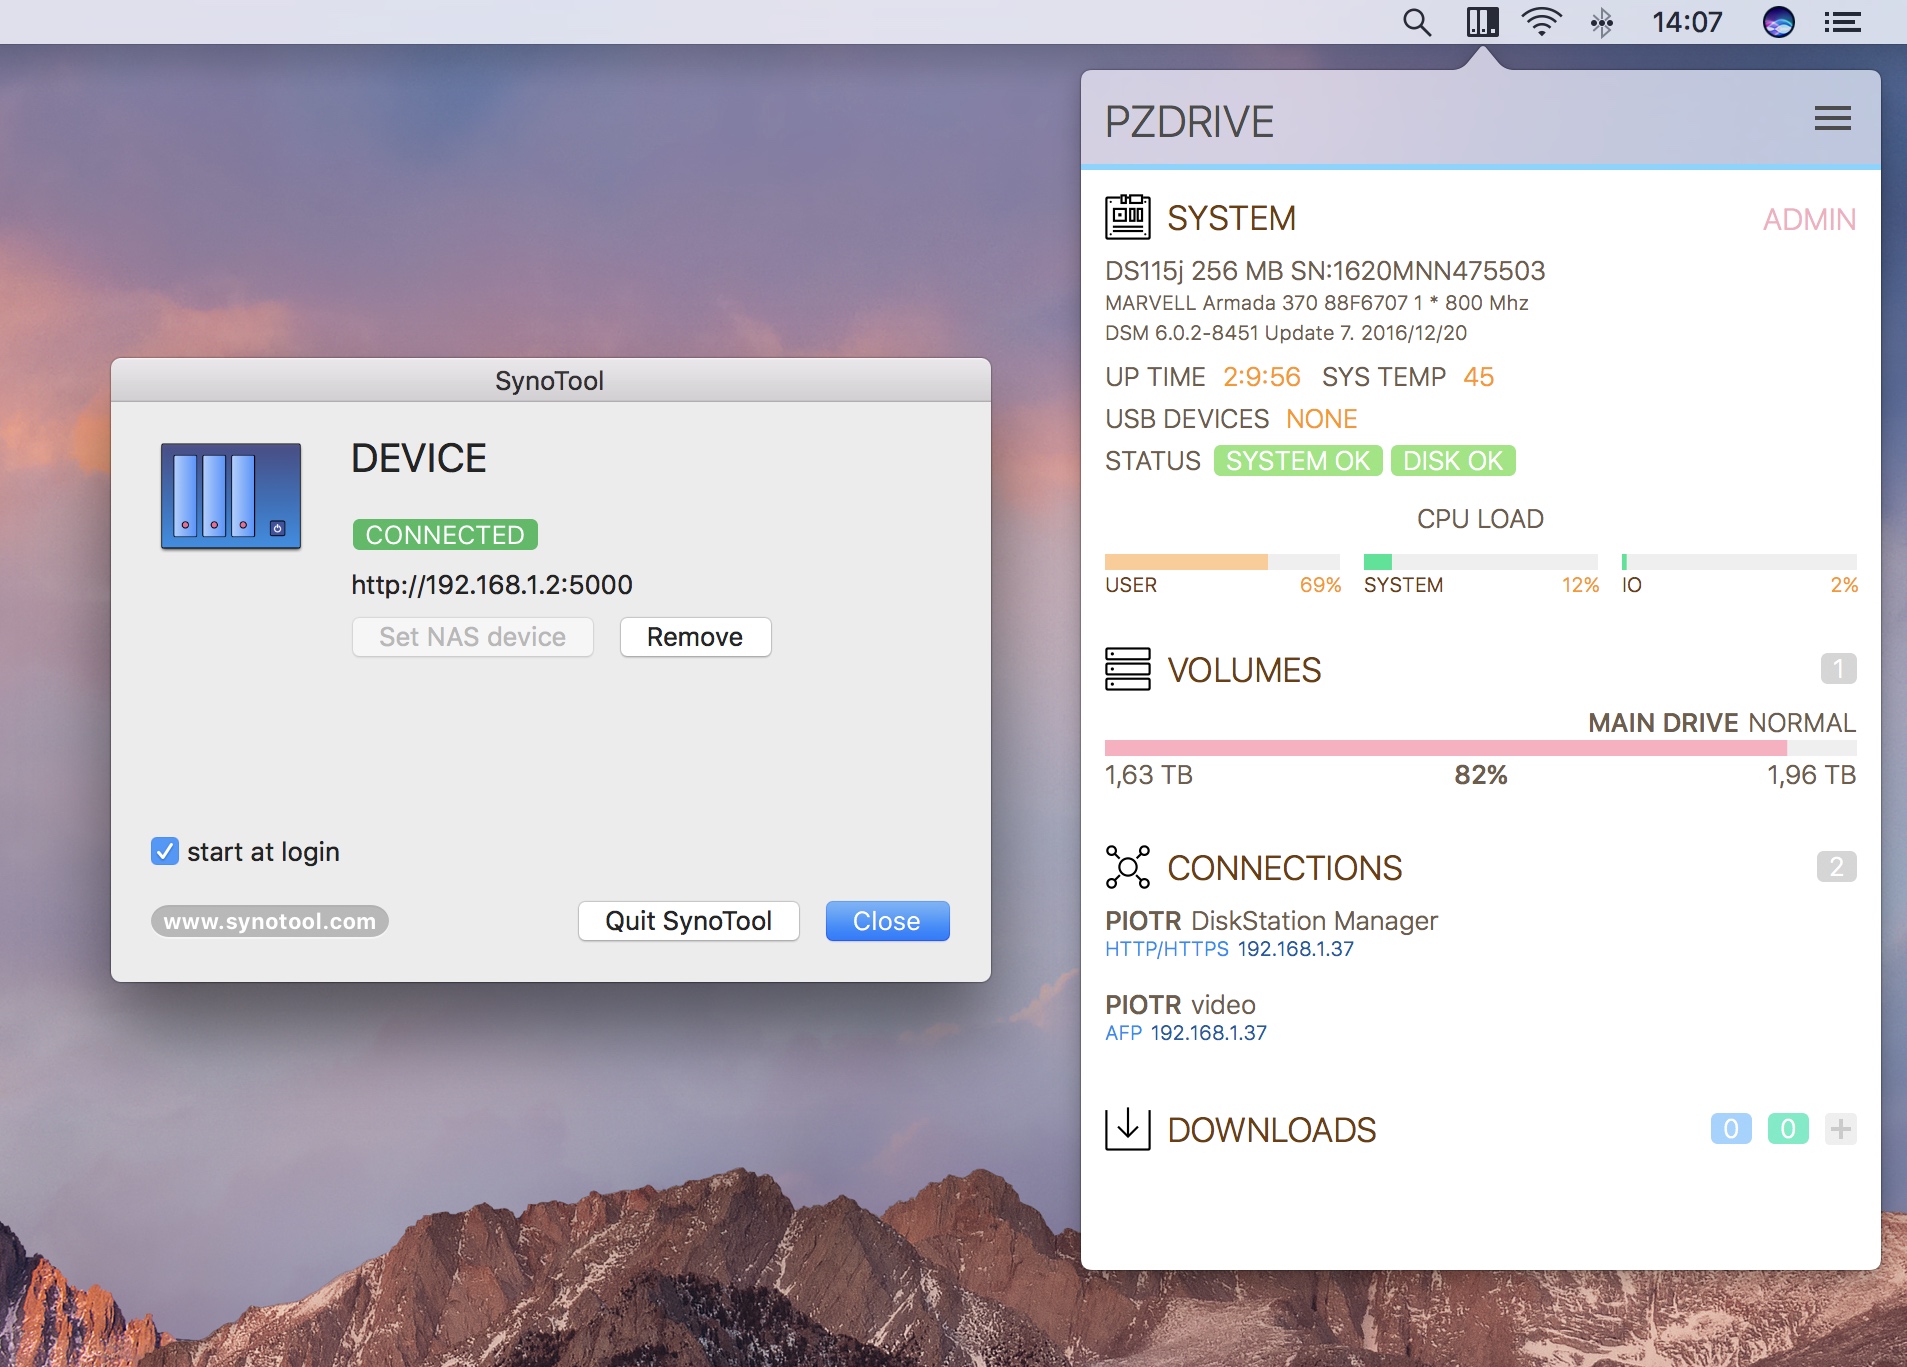 14:07
SynoTool
DEVICE
CONNECTED
http://192.168.1.2:5000
Set NAS device
Remove
start at login
www.synotool.com
Quit SynoTool
Close
PZDRIVE
SYSTEM
ADMIN
DS115j 256 MB SN:1620MNN475503
MARVELL Armada 370 88F6707 1 * 800 Mhz
DSM 6.0.2-8451 Update 7. 2016/12/20
UP TIME 2:9:56 SYS TEMP 45
USB DEVICES NONE
STATUS SYSTEM OK DISK OK
CPU LOAD
USER 69% SYSTEM 12% IO 2%
VOLUMES 1
MAIN DRIVE NORMAL
1,63 TB 82% 1,96 TB
CONNECTIONS 2
PIOTR DiskStation Manager
HTTP/HTTPS 192.168.1.37
PIOTR video
AFP 192.168.1.37
DOWNLOADS 0 0 +